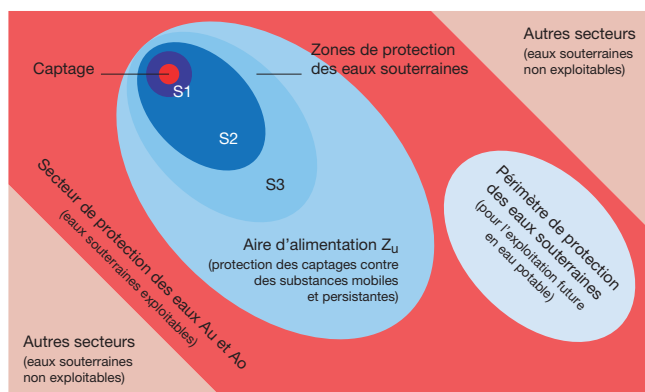 Autres secteurs
(eaux souterraines
non exploitables)
Zones de protection
des eaux souterraines
Captage
S1
S2
S3
Périmètre de protection
des eaux souterraines
(pour l'exploitation future
en eau potable)
Secteur de protection des eaux Au et Ao
(eaux souterraines exploitables)
Aire d'alimentation Zu
(protection des captages contre
des substances mobiles
et persistantes)
Autres secteurs
(eaux souterraines
non exploitables)